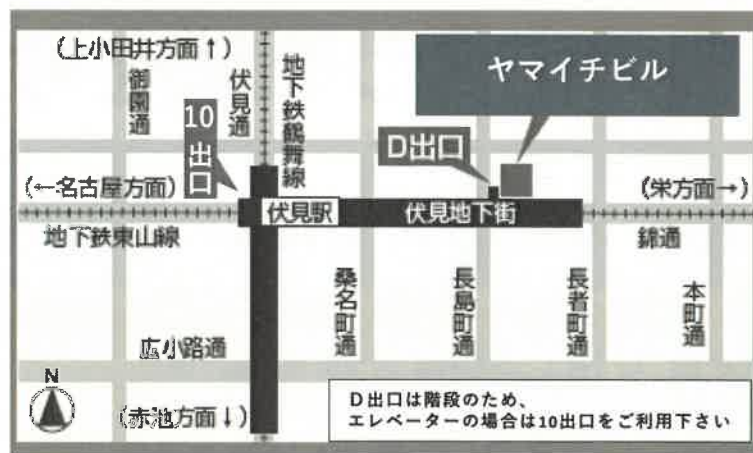 (上小田井方面↑)
御園通
伏見通
地下鉄鶴舞線
ヤマイチビル
10出口
D出口
(←名古屋方面)
(栄方面→)
伏見駅
伏見地下街
地下鉄東山線
錦通
桑名町通
長島町通
長者町通
本町通
広小路通
N
(赤池方面↓)
D出口は階段のため、
エレベーターの場合は10出口をご利用下さい